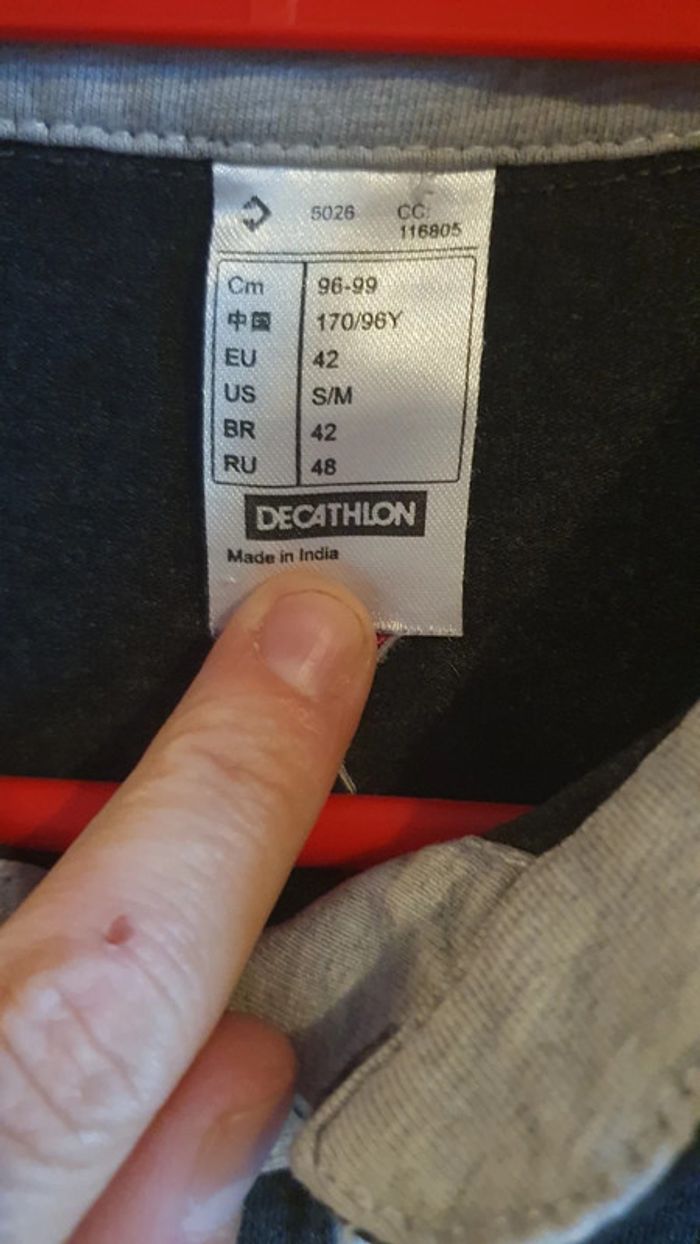 5026 CC:
116805
Cm 96-99
中国 170/96Y
EU 42
US S/M
BR 42
RU 48
DECATHLON
Made in India